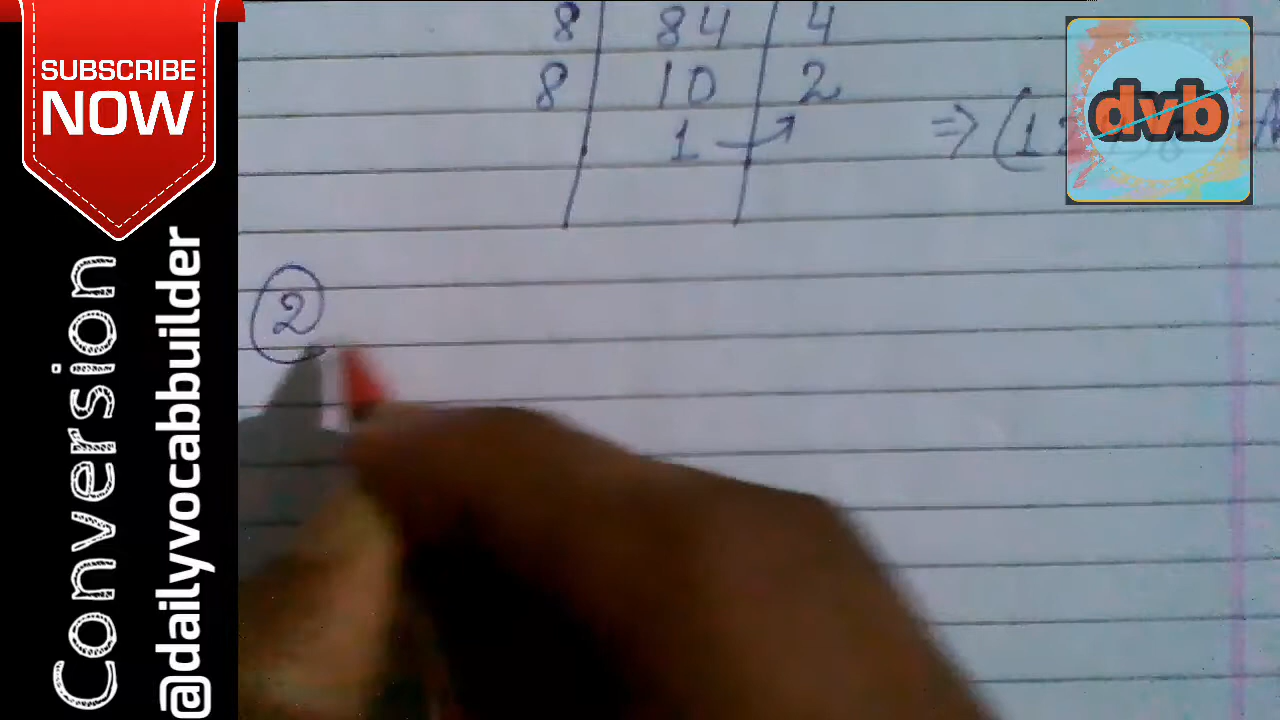 SUBSCRIBE
NOW
Conversion
@dailyvocabbuilder
8 84 4
8 10 2
1
=> (1
dvb
2